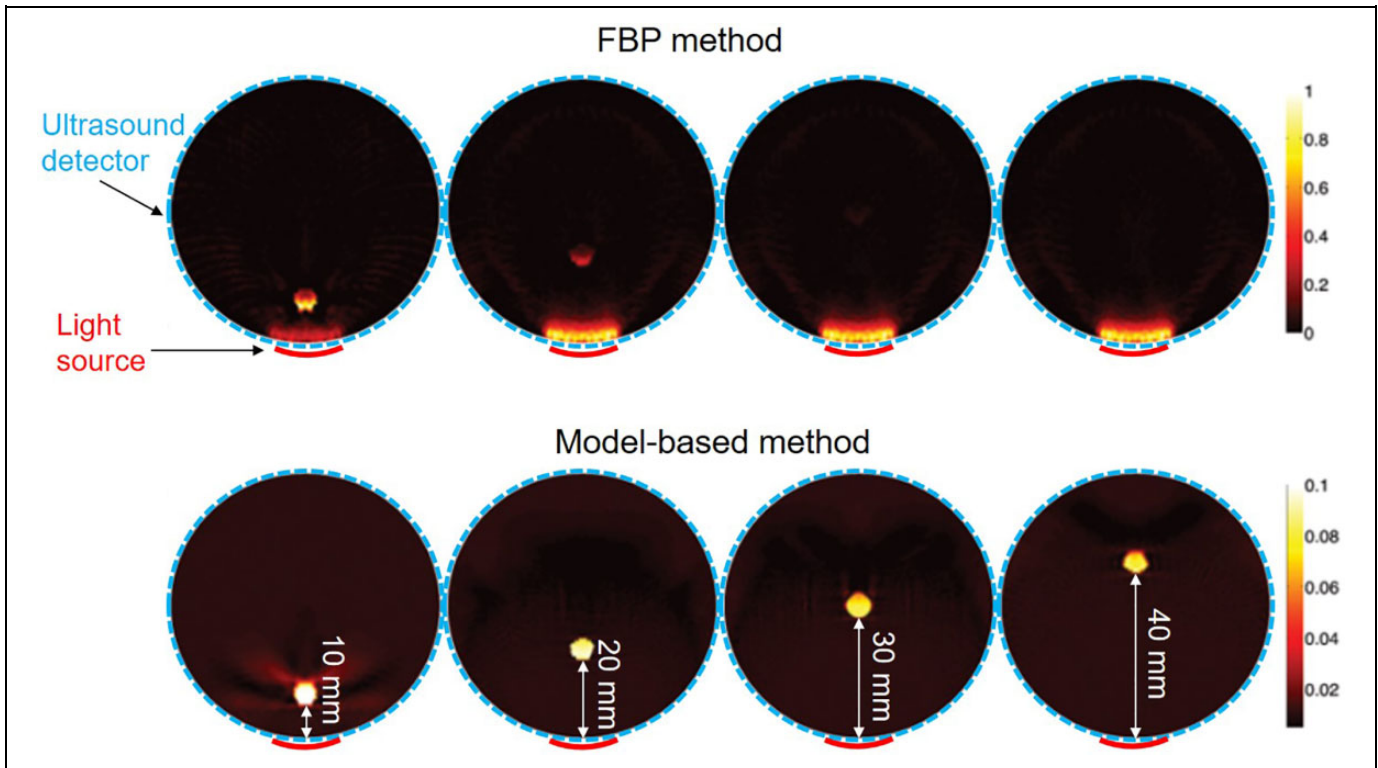 FBP method
Ultrasound
detector
Light
source
1
0.8
0.6
0.4
0.2
0
Model-based method
10 mm
20 mm
30 mm
40 mm
0.1
0.08
0.06
0.04
0.02